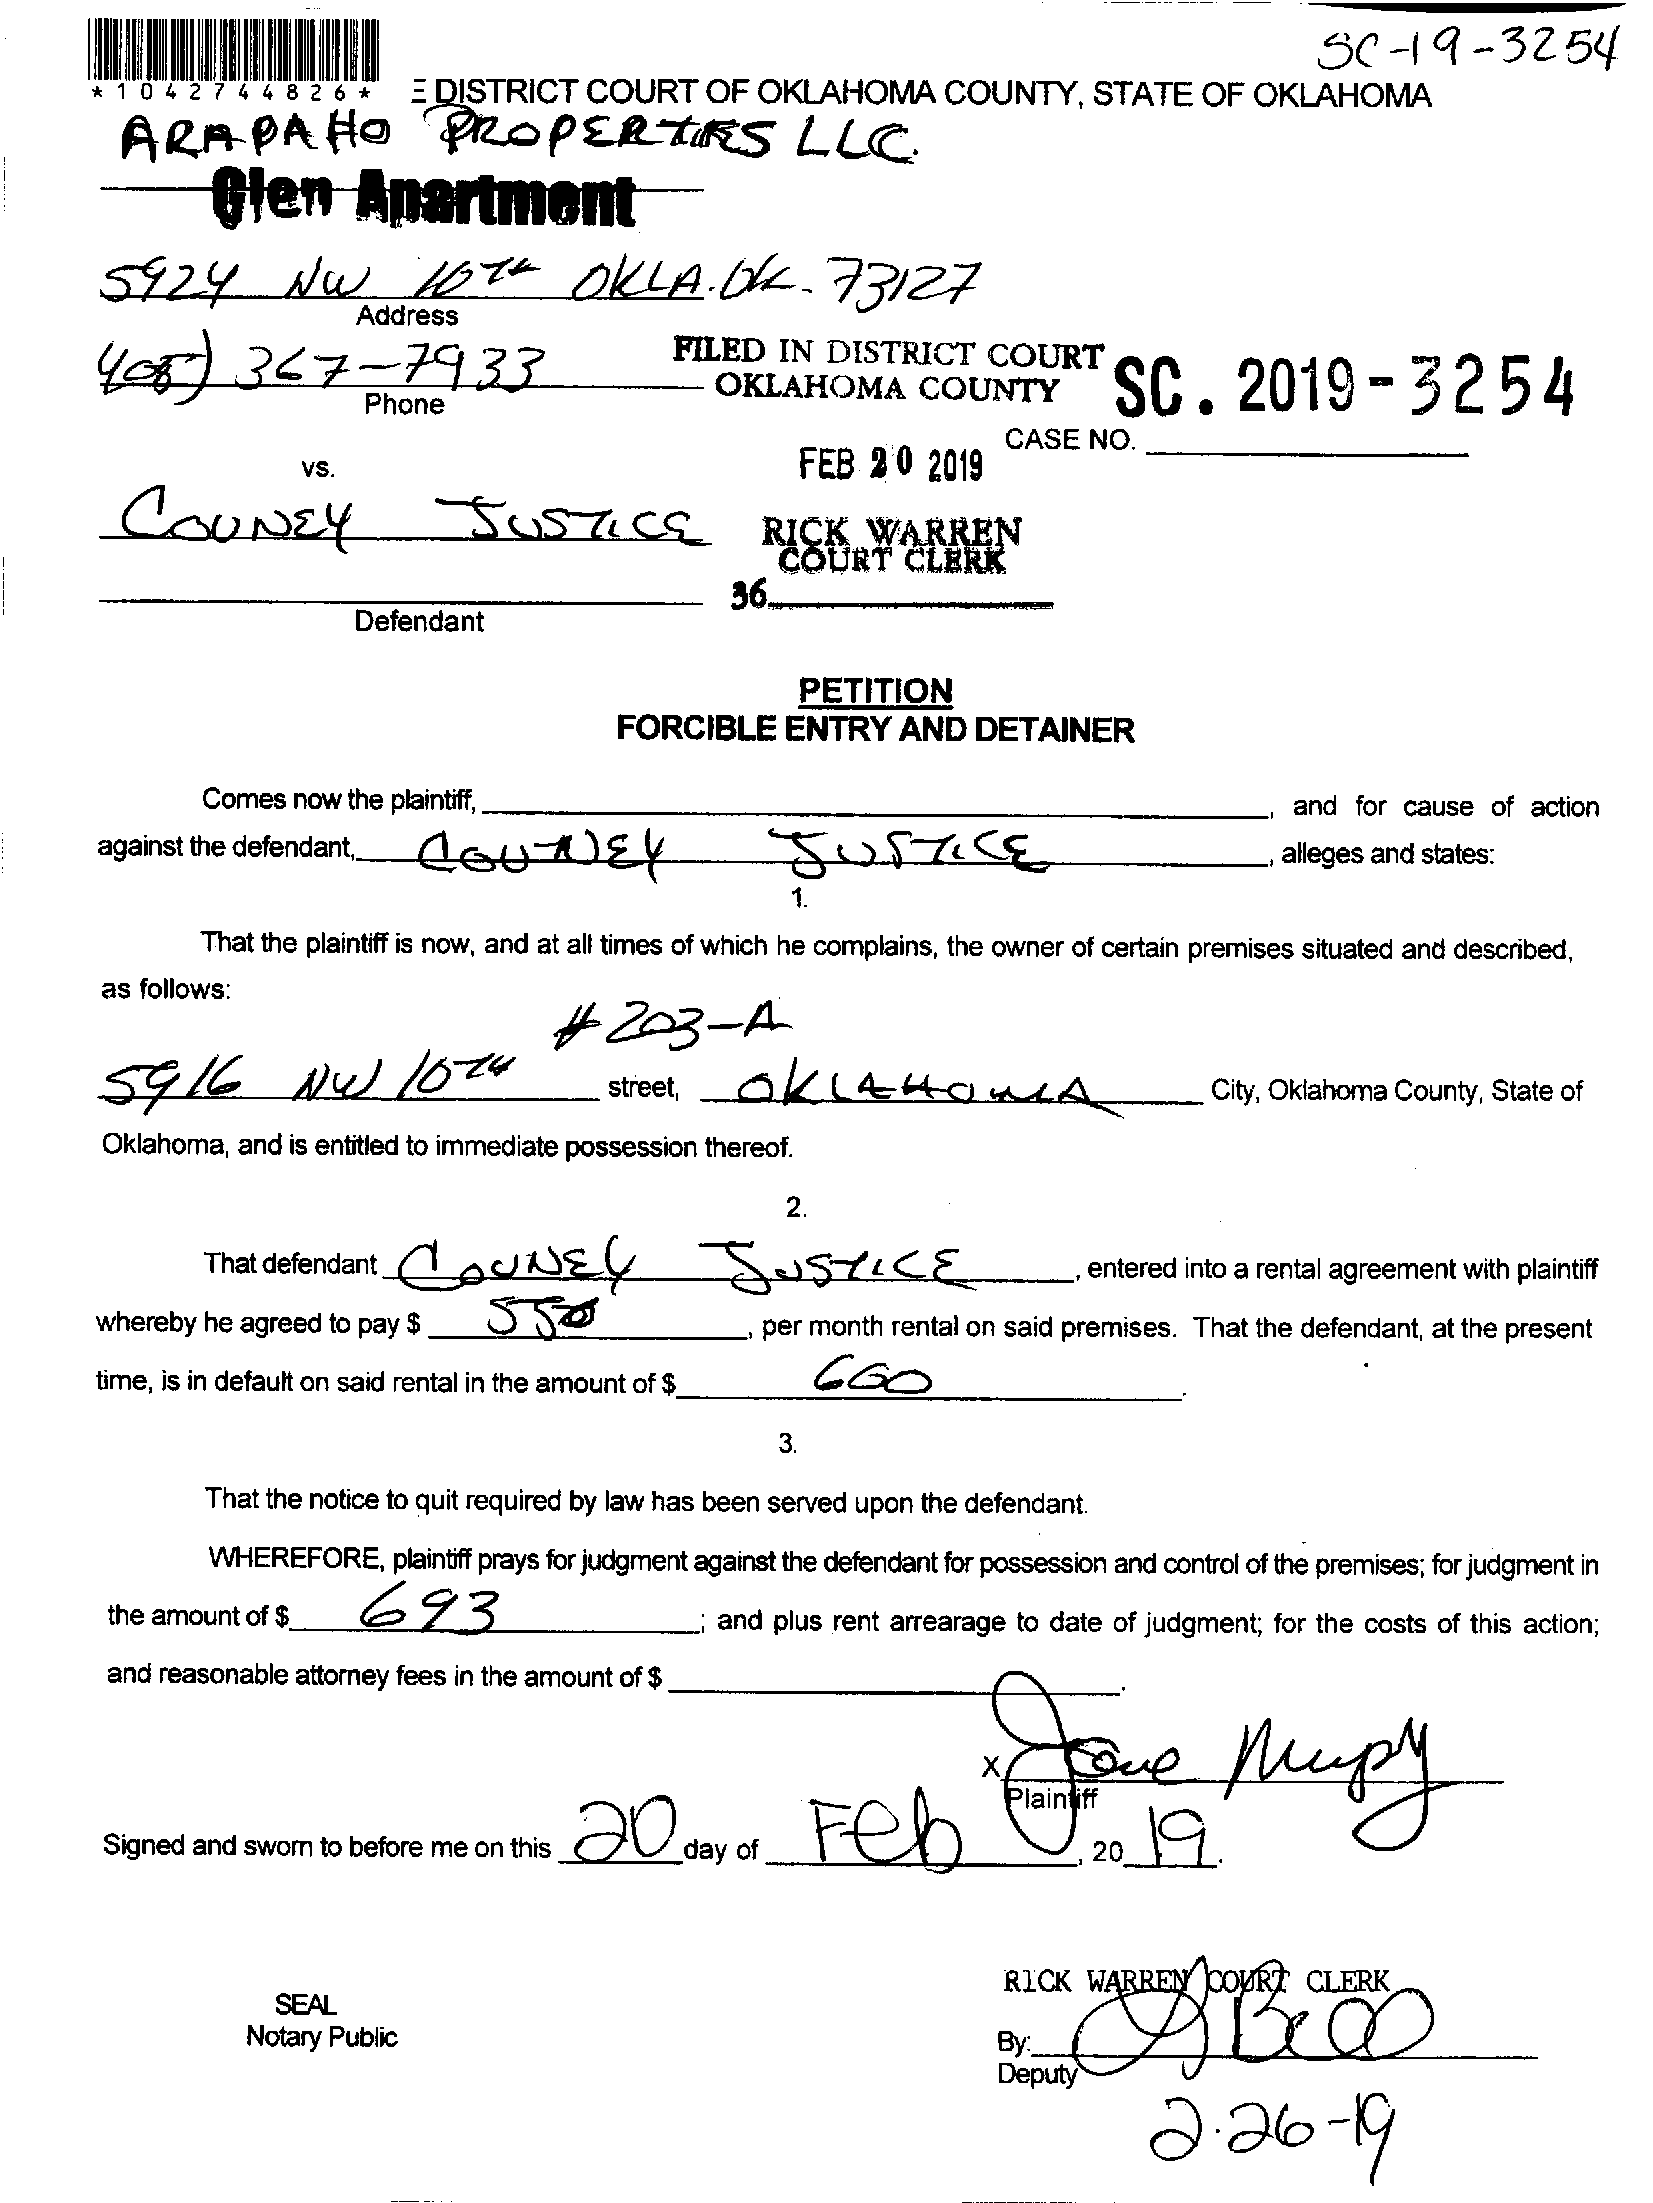 SC-19-3254
*1042744826* E DISTRICT COURT OF OKLAHOMA COUNTY, STATE OF OKLAHOMA
ARAPAHO PROPERTIES LLC.
Glen Apartment
5924 NW 10TH OKLA. OK. 73127
Address
405) 367-7933
Phone
FILED IN DISTRICT COURT
OKLAHOMA COUNTY
SC. 2019-3254
CASE NO.
FEB 20 2019
vs.
COUNEY JUSTICE
RICK WARREN
COURT CLERK
36
Defendant
PETITION
FORCIBLE ENTRY AND DETAINER
Comes now the plaintiff, , and for cause of action
against the defendant, COUNEY JUSTICE , alleges and states:
1.
That the plaintiff is now, and at all times of which he complains, the owner of certain premises situated and described,
as follows:
# 203-A
5916 NW 10TH street, OKLAHOMA City, Oklahoma County, State of
Oklahoma, and is entitled to immediate possession thereof.
2.
That defendant COUNEY JUSTICE , entered into a rental agreement with plaintiff
whereby he agreed to pay $ 550 , per month rental on said premises. That the defendant, at the present
time, is in default on said rental in the amount of $ 660 .
3.
That the notice to quit required by law has been served upon the defendant.
WHEREFORE, plaintiff prays for judgment against the defendant for possession and control of the premises; for judgment in
the amount of $ 693 ; and plus rent arrearage to date of judgment; for the costs of this action;
and reasonable attorney fees in the amount of $ .
X
Plaintiff
Signed and sworn to before me on this 20 day of Feb , 20 19.
RICK WARREN COURT CLERK
SEAL
Notary Public
By:
Deputy
2-26-19